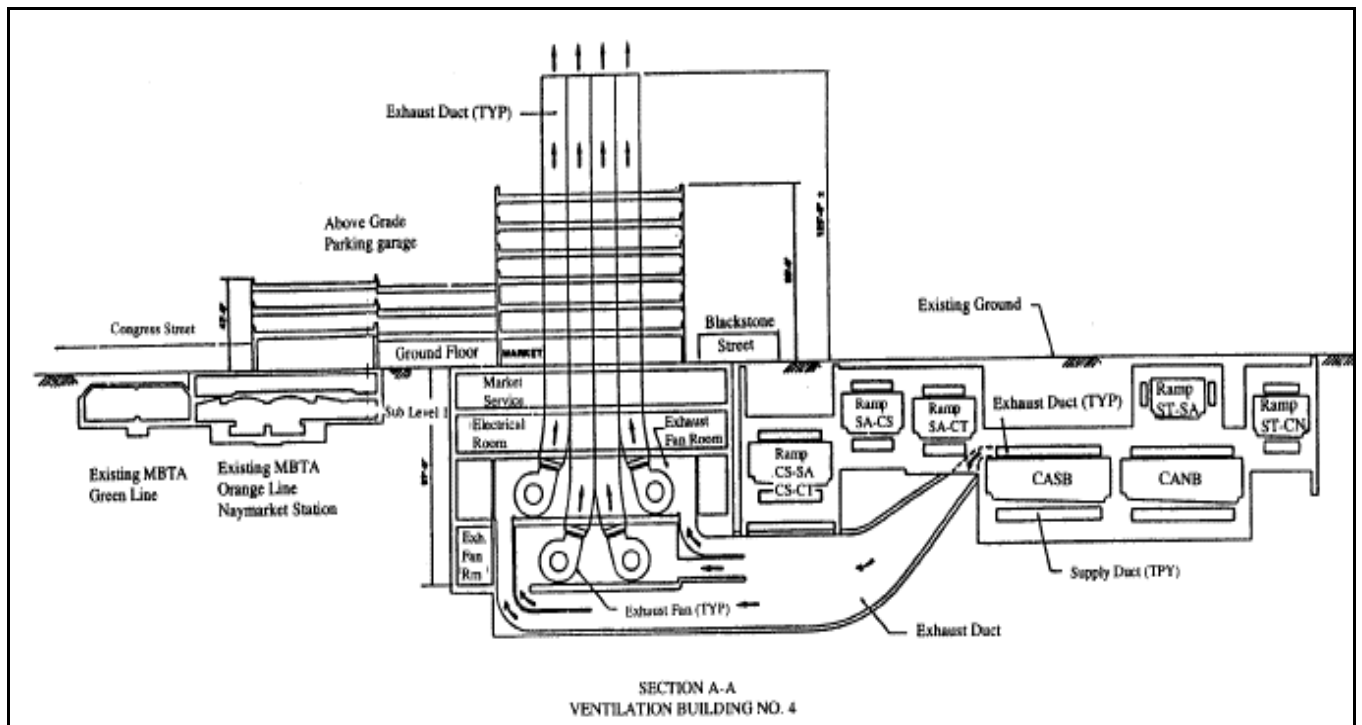 Exhaust Duct (TYP)
Above Grade
Parking garage
Congress Street
Ground Floor
MARKET
Blackstone
Street
Existing Ground
Market
Service
Sub Level 1
Electrical
Room
Exhaust
Fan Room
Ramp
CS-SA
CS-CT
Ramp
SA-CS
Ramp
SA-CT
Exhaust Duct (TYP)
Ramp
ST-SA
Ramp
ST-CN
CASB
CANB
Existing MBTA
Green Line
Existing MBTA
Orange Line
Naymarket Station
Exh.
Fan
Rm
Exhaust Fan (TYP)
Supply Duct (TPY)
Exhaust Duct
SECTION A-A
VENTILATION BUILDING NO. 4